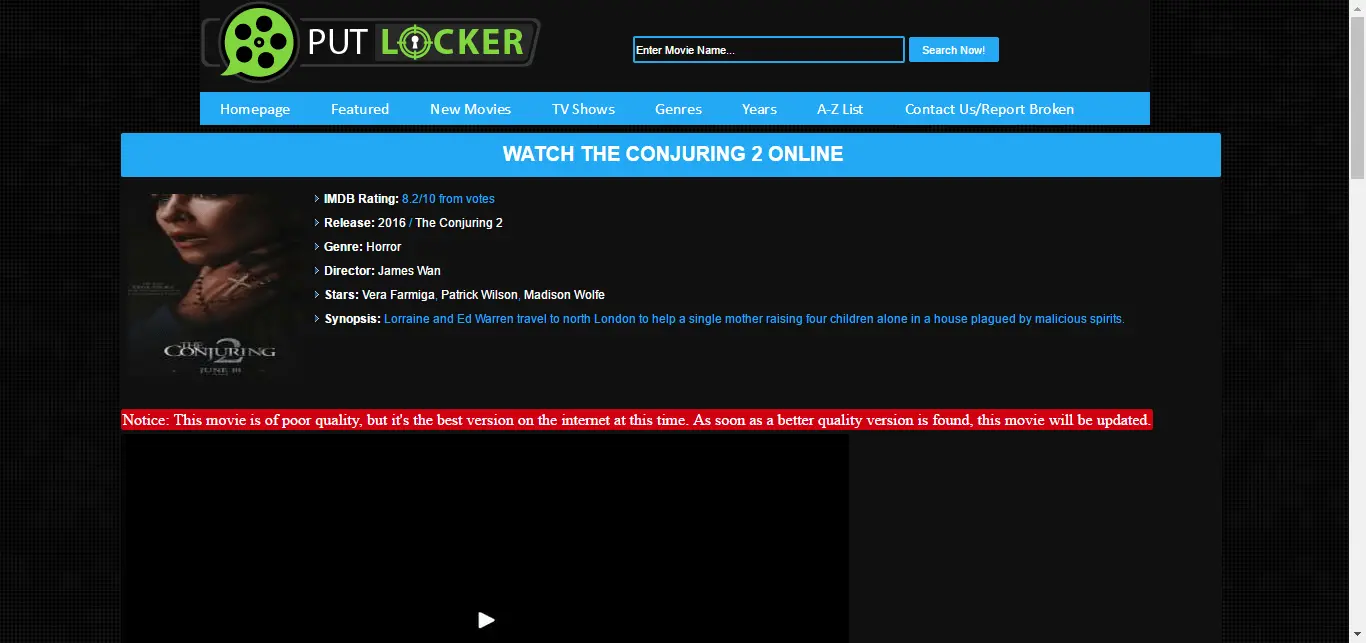 PUT LOCKER
Enter Movie Name...
Search Now!
Homepage
Featured
New Movies
TV Shows
Genres
Years
A-Z List
Contact Us/Report Broken
WATCH THE CONJURING 2 ONLINE
IMDB Rating: 8.2/10 from votes
Release: 2016 / The Conjuring 2
Genre: Horror
Director: James Wan
Stars: Vera Farmiga, Patrick Wilson, Madison Wolfe
Synopsis: Lorraine and Ed Warren travel to north London to help a single mother raising four children alone in a house plagued by malicious spirits.
THE
CONJURING 2
JUNE 10
Notice: This movie is of poor quality, but it's the best version on the internet at this time. As soon as a better quality version is found, this movie will be updated.